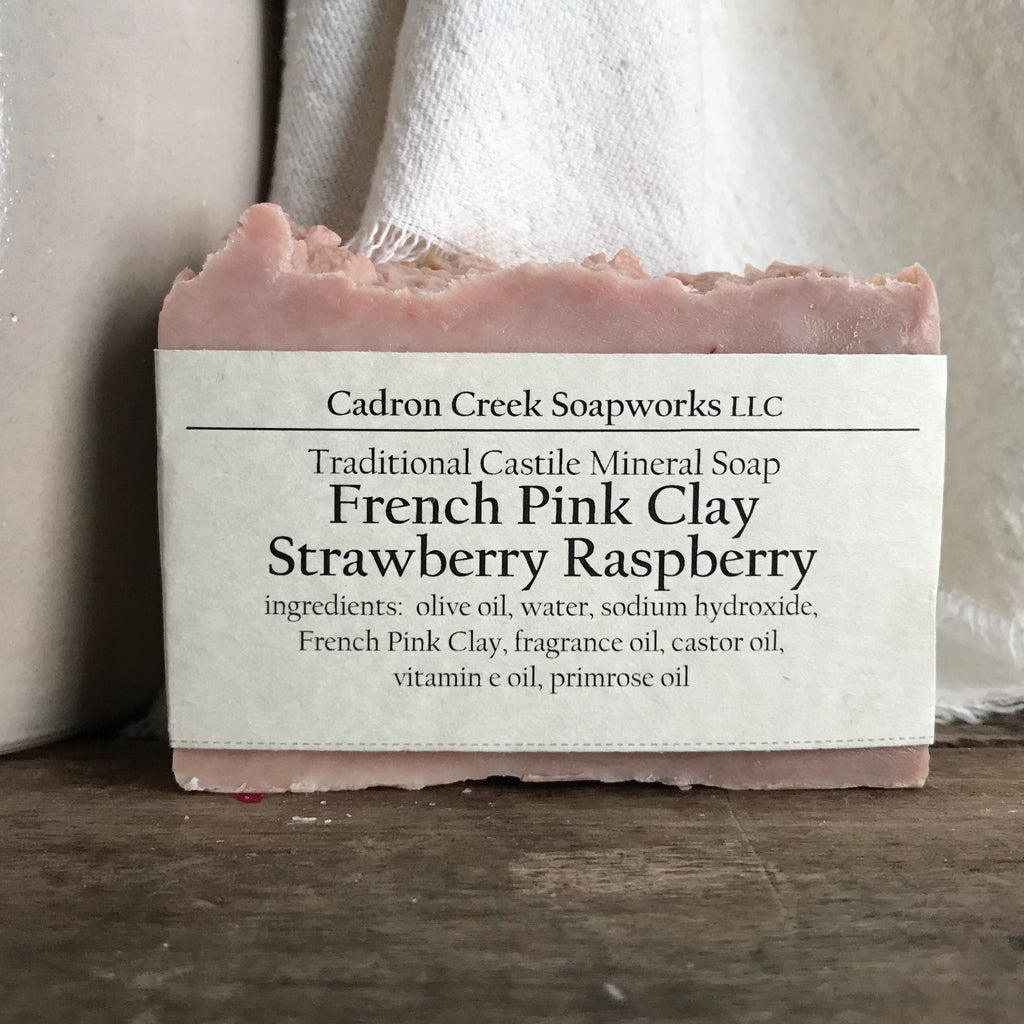 Cadron Creek Soapworks LLC
Traditional Castile Mineral Soap
French Pink Clay
Strawberry Raspberry
ingredients: olive oil, water, sodium hydroxide,
French Pink Clay, fragrance oil, castor oil,
vitamin e oil, primrose oil